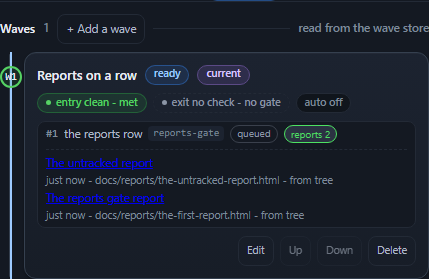 Waves 1 + Add a wave read from the wave store
W1 Reports on a row ready current
entry clean - met exit no check - no gate auto off
#1 the reports row reports-gate queued reports 2
The untracked report
just now - docs/reports/the-untracked-report.html - from tree
The reports gate report
just now - docs/reports/the-first-report.html - from tree
Edit Up Down Delete